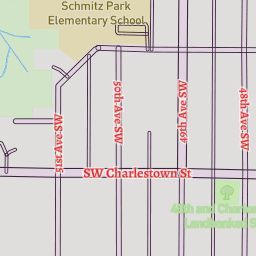 Schmitz Park
Elementary School
51st Ave SW
50th Ave SW
49th Ave SW
48th Ave SW
SW Charlestown St
and